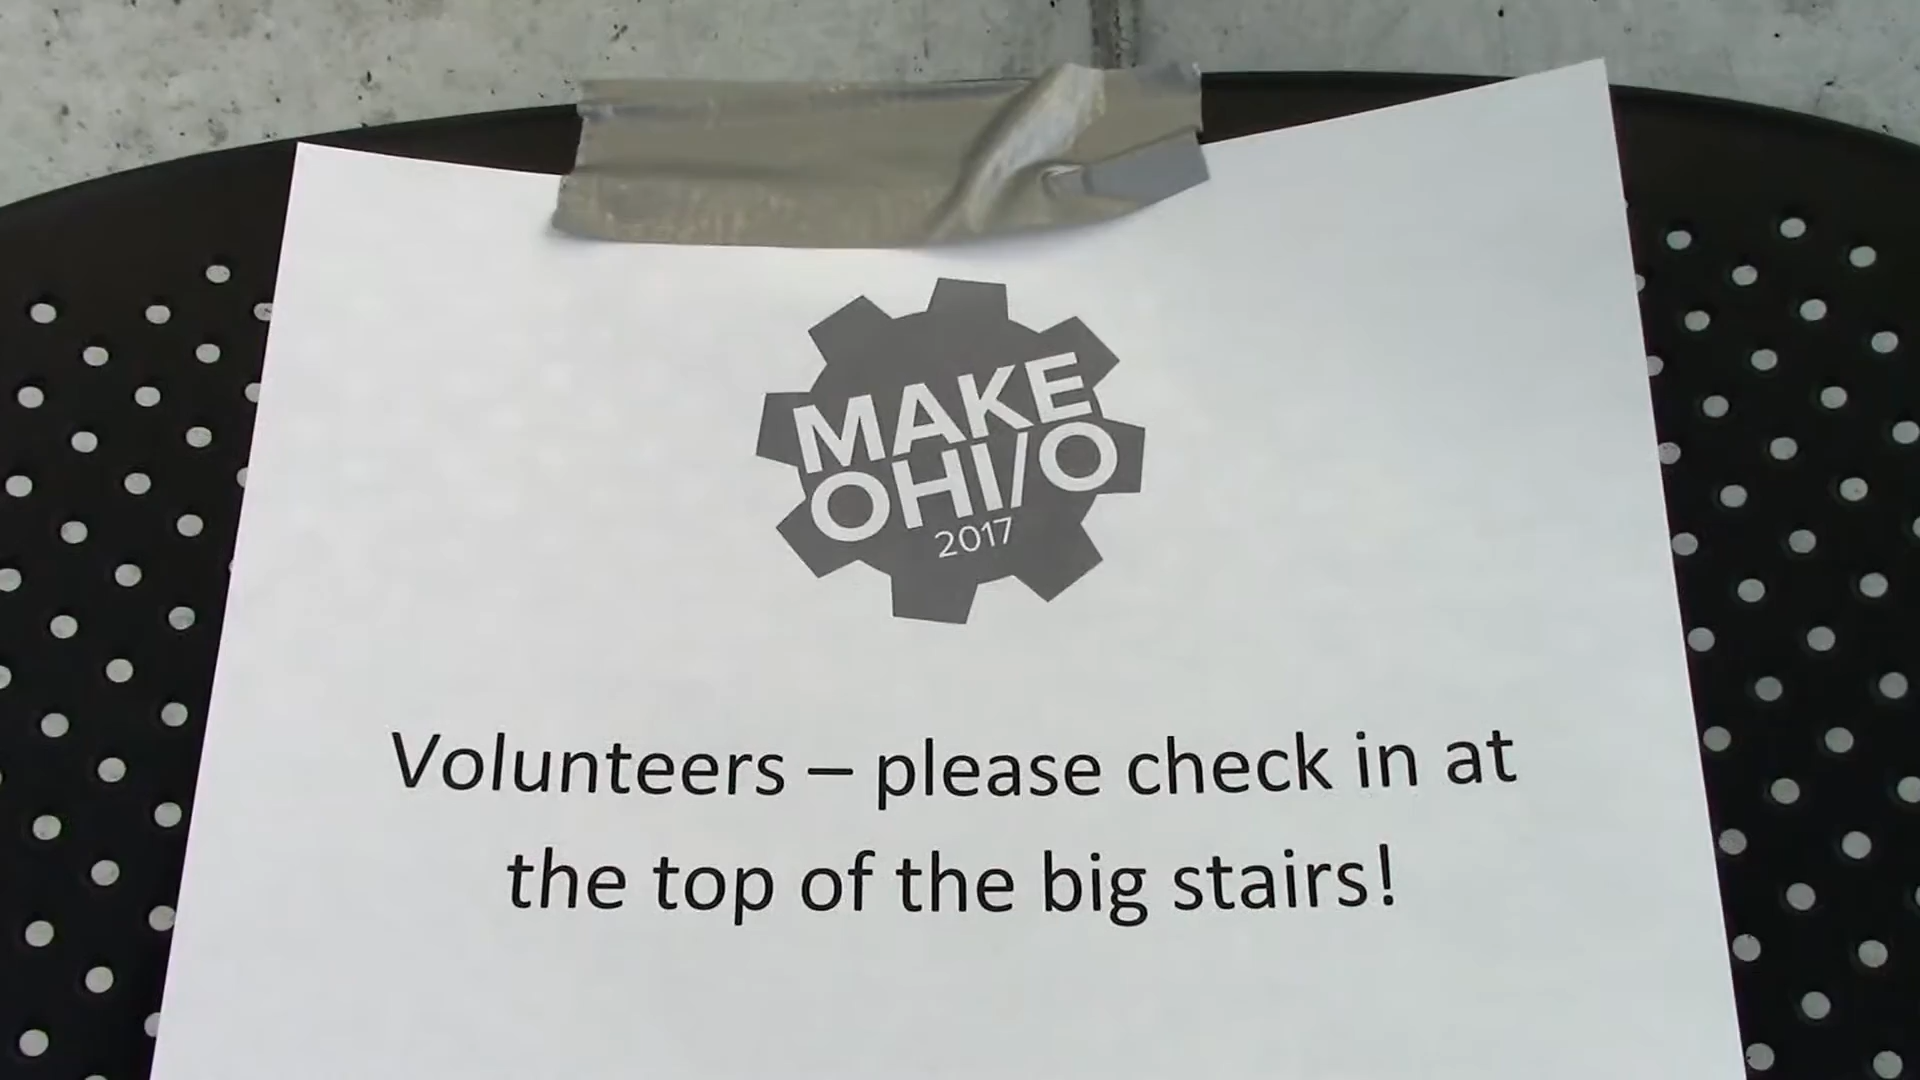 MAKE
OHI/O
2017
Volunteers – please check in at
the top of the big stairs!